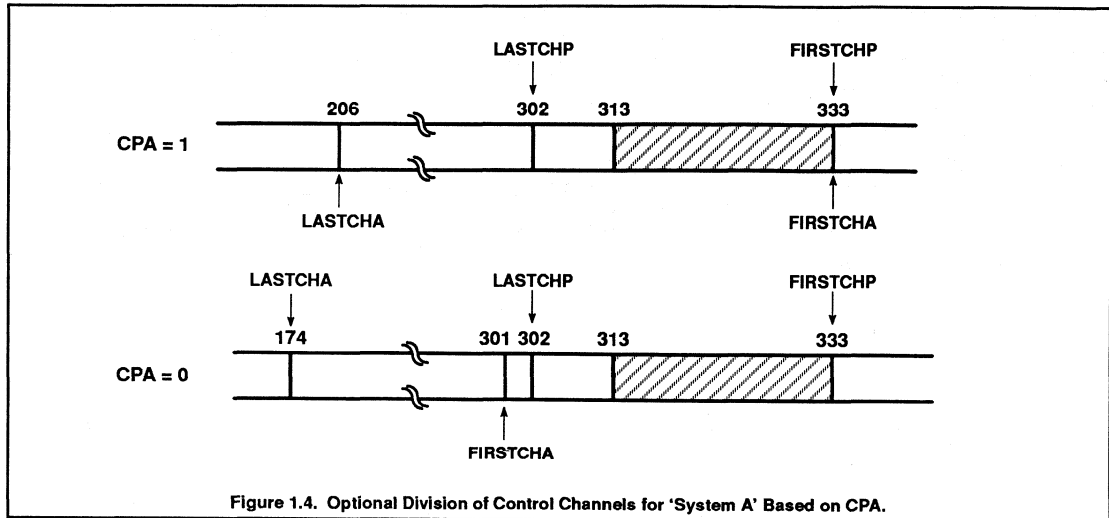 LASTCHP FIRSTCHP
206 302 313 333
CPA = 1
LASTCHA FIRSTCHA
LASTCHA LASTCHP FIRSTCHP
174 301 302 313 333
CPA = 0
FIRSTCHA
Figure 1.4. Optional Division of Control Channels for 'System A' Based on CPA.